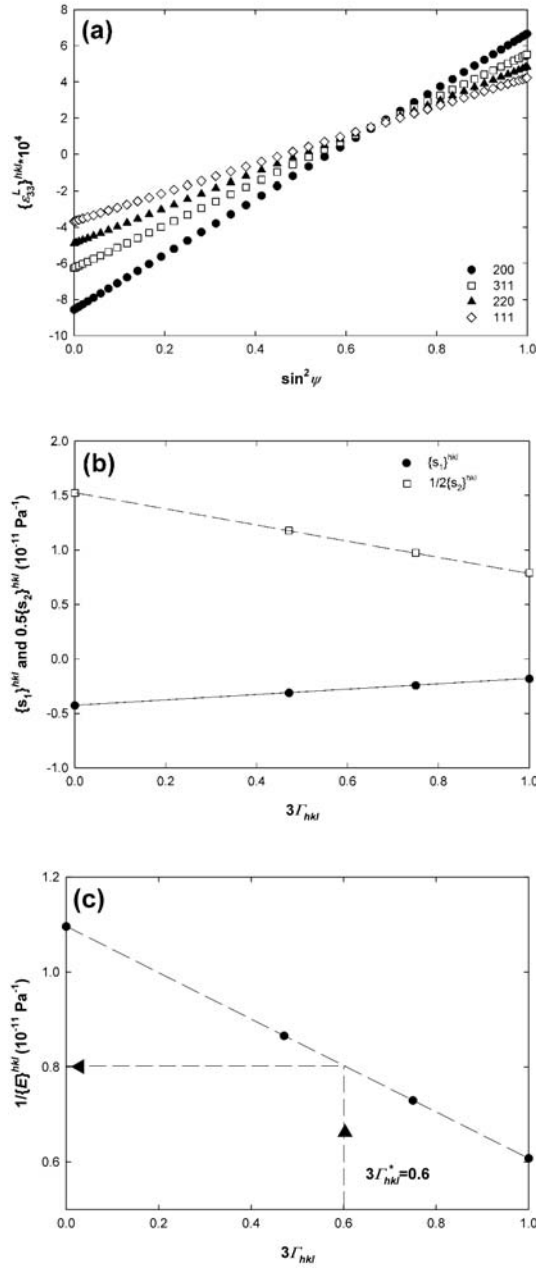 (a)
8
6
4
2
0
-2
-4
-6
-8
-10
{ε^L_33}^hkl*10^4
200
311
220
111
0.0 0.2 0.4 0.6 0.8 1.0
sin²ψ
(b)
{s₁}^hkl
1/2{s₂}^hkl
2.0
1.5
1.0
0.5
0.0
-0.5
-1.0
{s₁}^hkl and 0.5{s₂}^hkl (10⁻¹¹ Pa⁻¹)
0.0 0.2 0.4 0.6 0.8 1.0
3Γhkl
(c)
1.2
1.0
0.8
0.6
1/{E}^hkl (10⁻¹¹ Pa⁻¹)
3Γ*hkl=0.6
0.0 0.2 0.4 0.6 0.8 1.0
3Γhkl